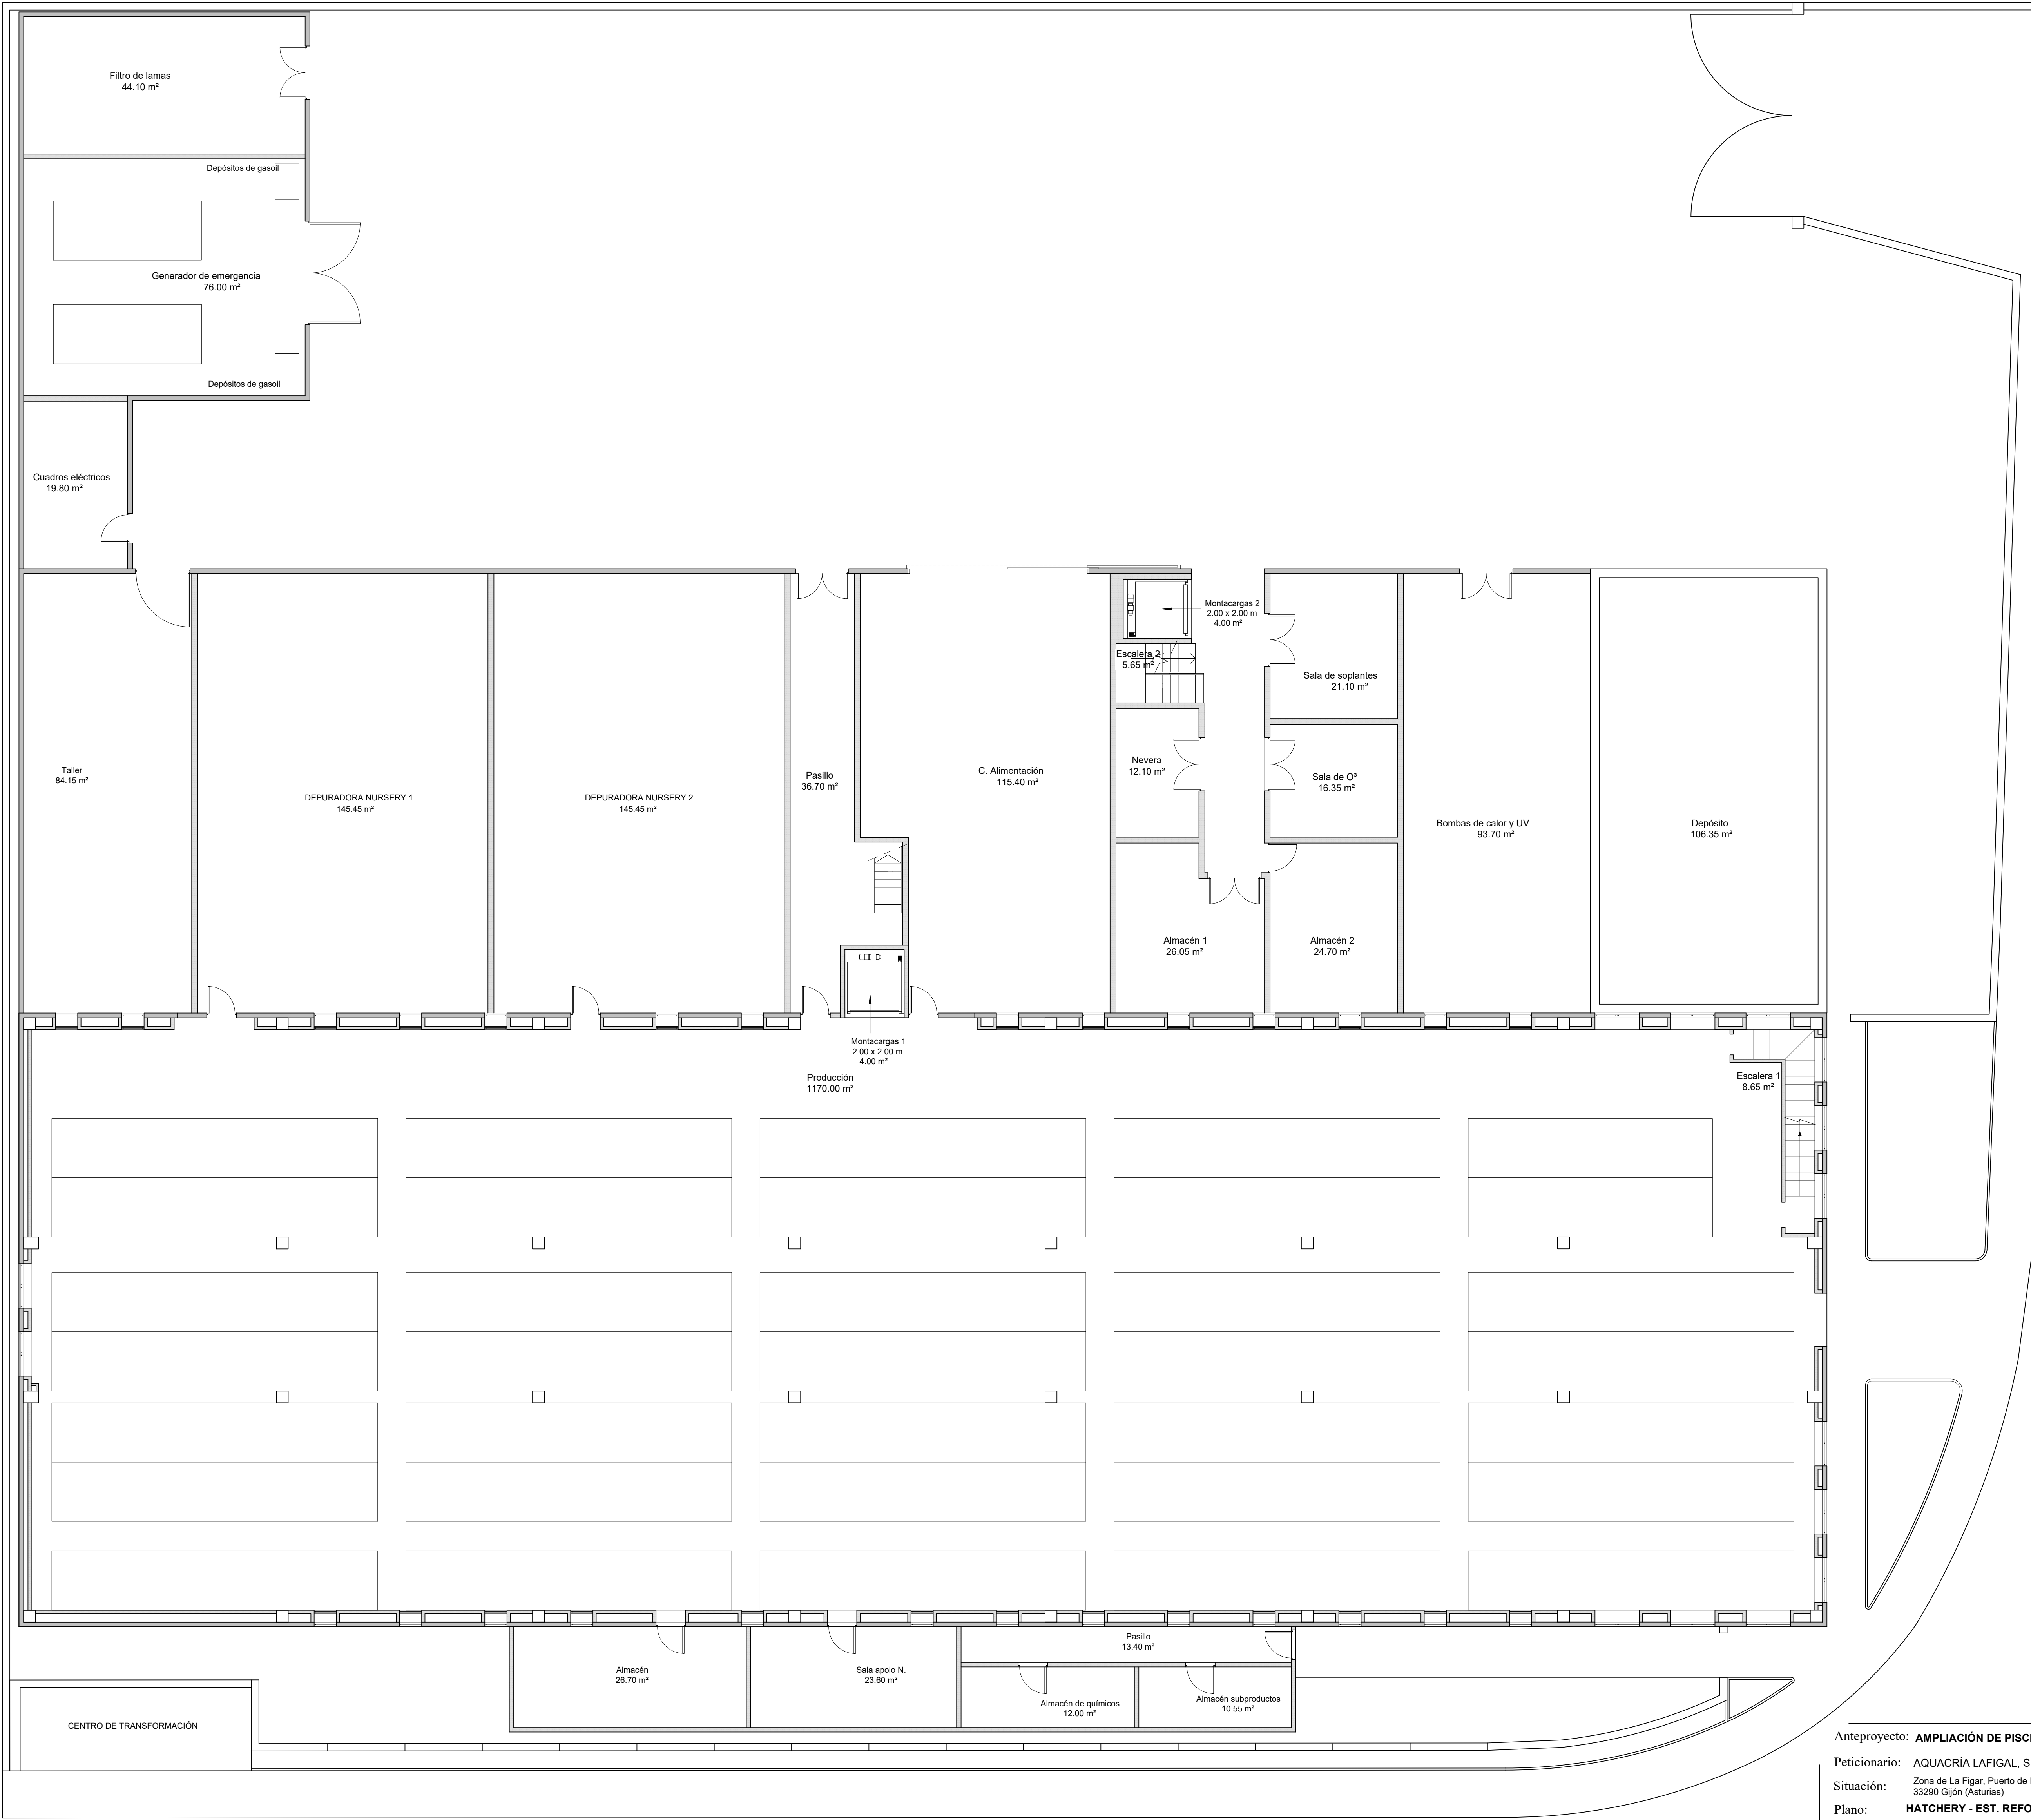 Filtro de lamas
44.10 m²
Depósitos de gasoil
Generador de emergencia
76.00 m²
Depósitos de gasoil
Cuadros eléctricos
19.80 m²
Montacargas 2
2.00 x 2.00 m
4.00 m²
Escalera 2
5.65 m²
Sala de soplantes
21.10 m²
Taller
84.15 m²
DEPURADORA NURSERY 1
145.45 m²
DEPURADORA NURSERY 2
145.45 m²
Pasillo
36.70 m²
C. Alimentación
115.40 m²
Nevera
12.10 m²
Sala de O³
16.35 m²
Bombas de calor y UV
93.70 m²
Depósito
106.35 m²
Almacén 1
26.05 m²
Almacén 2
24.70 m²
Montacargas 1
2.00 x 2.00 m
4.00 m²
Producción
1170.00 m²
Escalera 1
8.65 m²
Pasillo
13.40 m²
Almacén
26.70 m²
Sala apoio N.
23.60 m²
Almacén de químicos
12.00 m²
Almacén subproductos
10.55 m²
CENTRO DE TRANSFORMACIÓN
Anteproyecto: AMPLIACIÓN DE PISC
Peticionario: AQUACRÍA LAFIGAL, S
Situación: Zona de La Figar, Puerto de
33290 Gijón (Asturias)
Plano: HATCHERY - EST. REFO